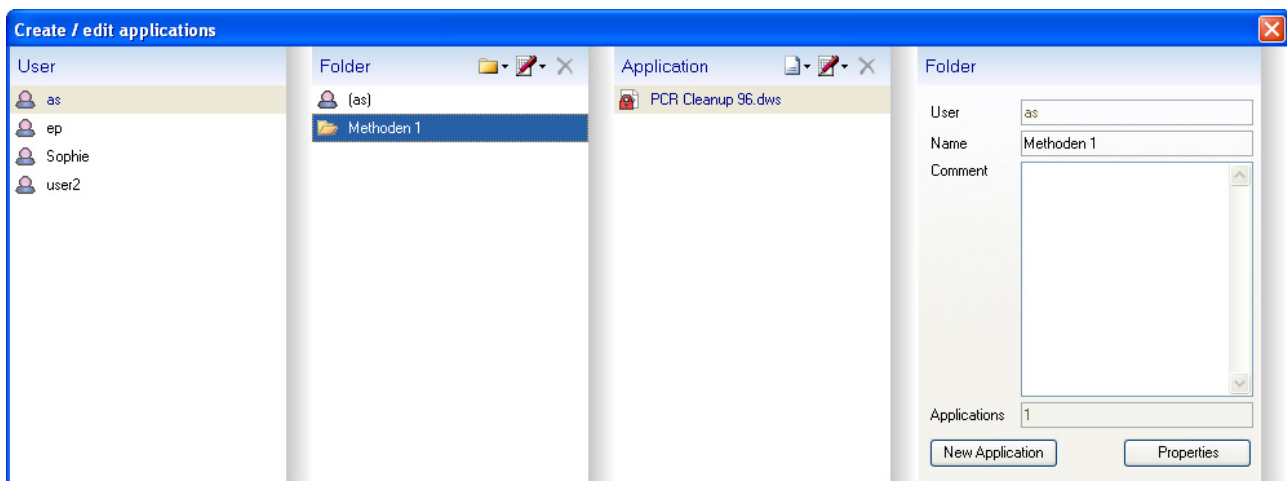 Create / edit applications
User
as
ep
Sophie
user2
Folder
(as)
Methoden 1
Application
PCR Cleanup 96.dws
Folder
User as
Name Methoden 1
Comment
Applications 1
New Application Properties